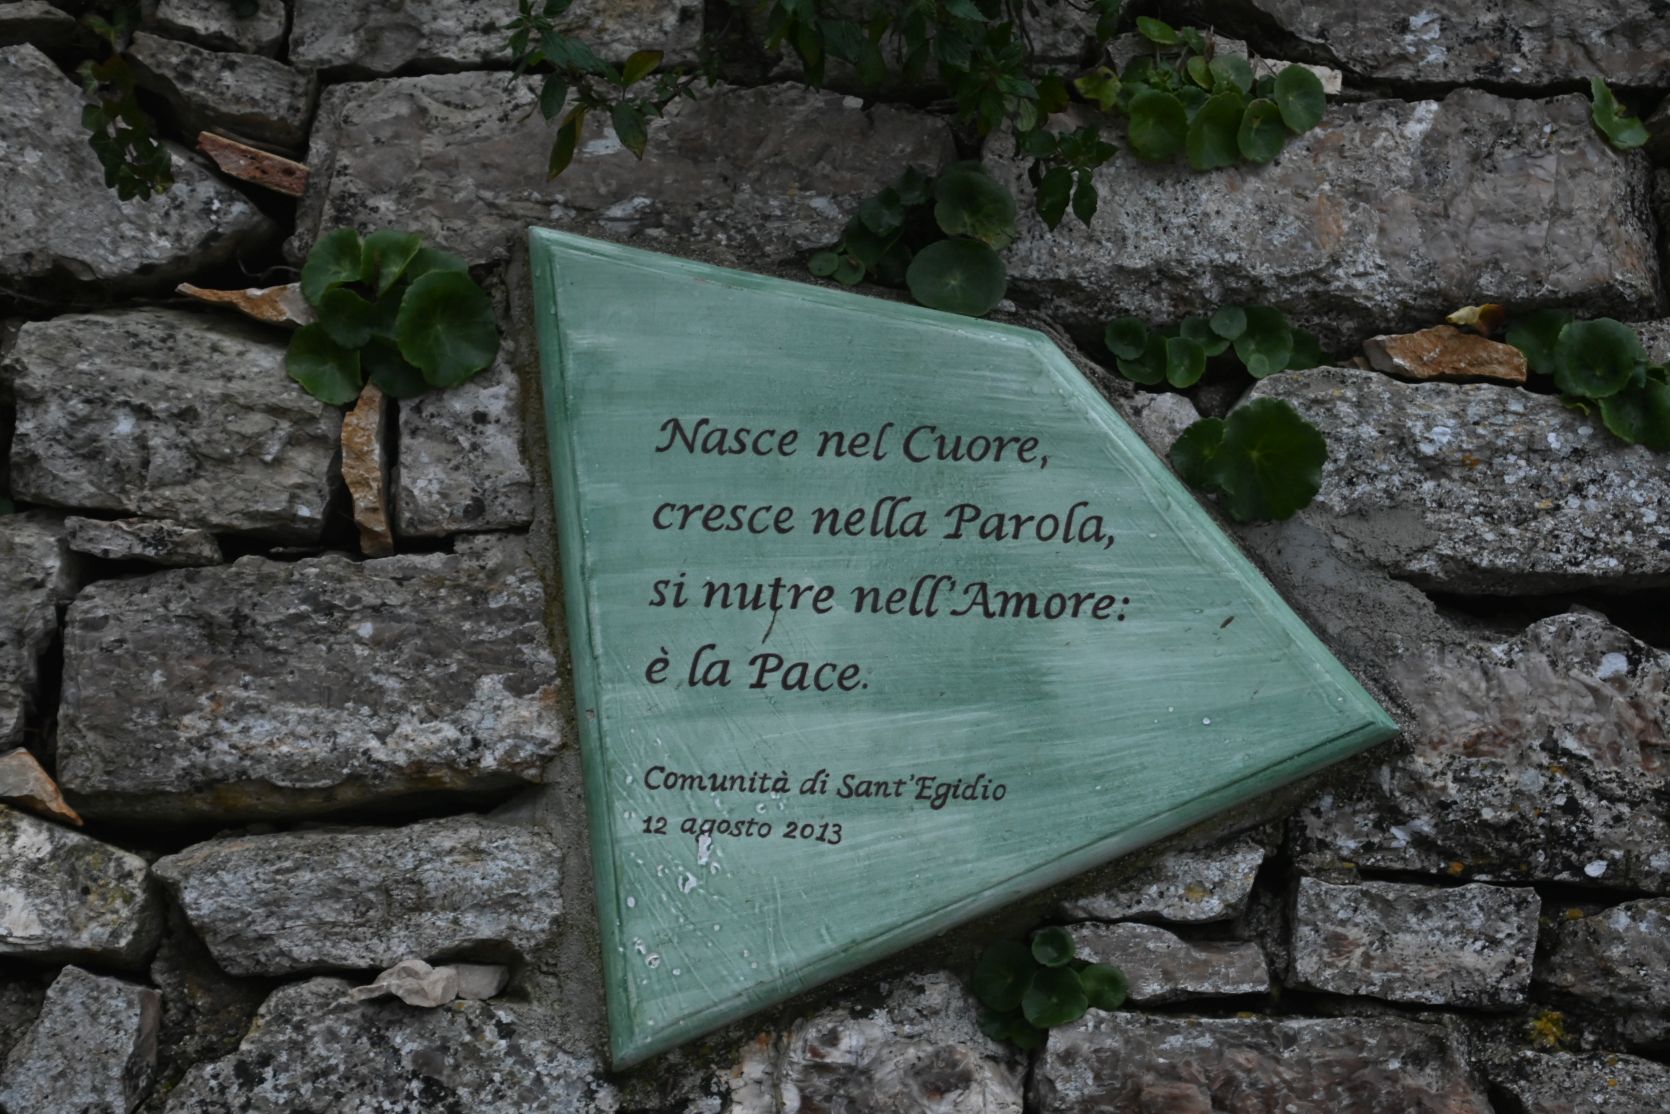 Nasce nel Cuore,
cresce nella Parola,
si nutre nell'Amore:
è la Pace.
Comunità di Sant'Egidio
12 agosto 2013